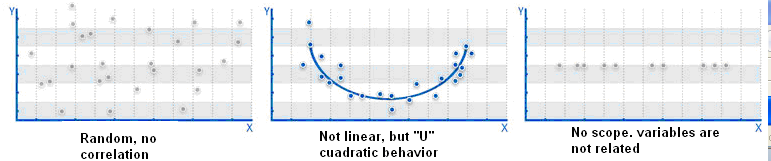 Y
X
Random, no
correlation
Y
X
Not linear, but "U"
cuadratic behavior
Y
X
No scope. variables are
not related